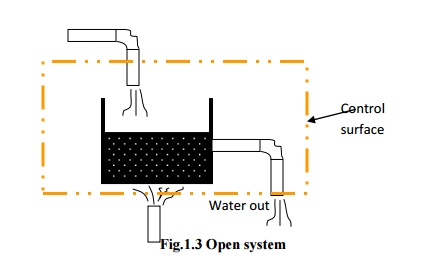 Control
surface
Water out
Fig.1.3 Open system